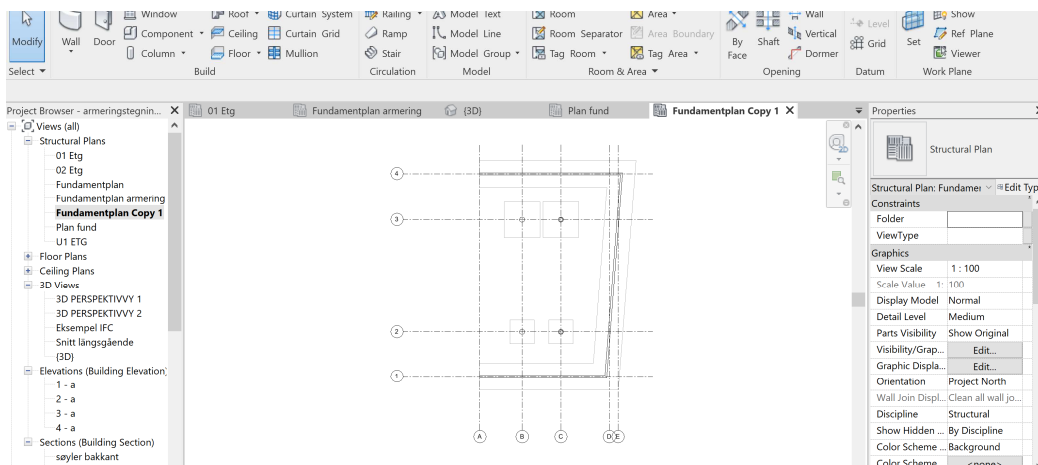 Window Roof Curtain System Railing Model Text Room Area Wall Show
Modify Wall Door Component Ceiling Curtain Grid Ramp Model Line Room Separator Area Boundary By Shaft Vertical Level Grid Set Ref Plane
Column Floor Mullion Stair Model Group Tag Room Tag Area Face Dormer Viewer
Select Build Circulation Model Room & Area Opening Datum Work Plane
Project Browser - armeringstegnin... 01 Etg Fundamentplan armering {3D} Plan fund Fundamentplan Copy 1 Properties
Views (all)
Structural Plans
01 Etg
02 Etg
Fundamentplan
Fundamentplan armering
Fundamentplan Copy 1
Plan fund
U1 ETG
Floor Plans
Ceiling Plans
3D Views
3D PERSPEKTIVVY 1
3D PERSPEKTIVVY 2
Eksempel IFC
Snitt längsgående
{3D}
Elevations (Building Elevation)
1 - a
2 - a
3 - a
4 - a
Sections (Building Section)
søyler bakkant
4
3
2
1
A B C D E
2D
Structural Plan
Structural Plan: Fundamer Edit Typ
Constraints
Folder
ViewType
Graphics
View Scale 1 : 100
Scale Value 1: 100
Display Model Normal
Detail Level Medium
Parts Visibility Show Original
Visibility/Grap... Edit...
Graphic Displa... Edit...
Orientation Project North
Wall Join Displ... Clean all wall jo...
Discipline Structural
Show Hidden ... By Discipline
Color Scheme ... Background
Color Scheme <none>